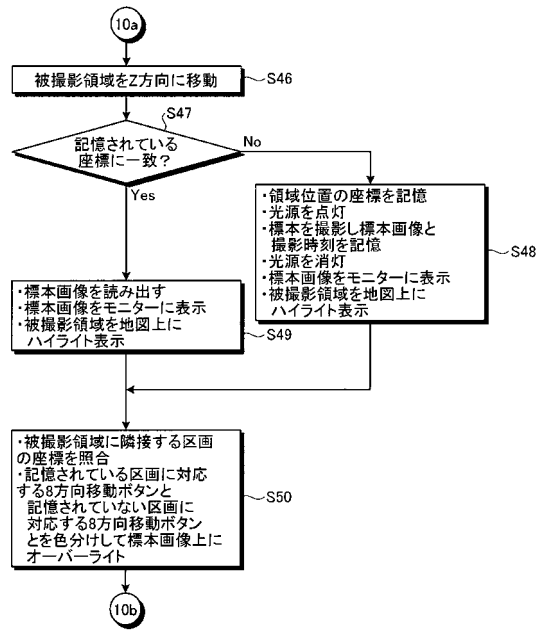 10a
被撮影領域をZ方向に移動
S46
S47
記憶されている
座標に一致？
No
Yes
・領域位置の座標を記憶
・光源を点灯
・標本を撮影し標本画像と
撮影時刻を記憶
・光源を消灯
・標本画像をモニターに表示
・被撮影領域を地図上に
ハイライト表示
S48
・標本画像を読み出す
・標本画像をモニターに表示
・被撮影領域を地図上に
ハイライト表示
S49
・被撮影領域に隣接する区画
の座標を照合
・記憶されている区画に対応
する8方向移動ボタンと
記憶されていない区画に
対応する8方向移動ボタン
とを色分けして標本画像上に
オーバーライト
S50
10b